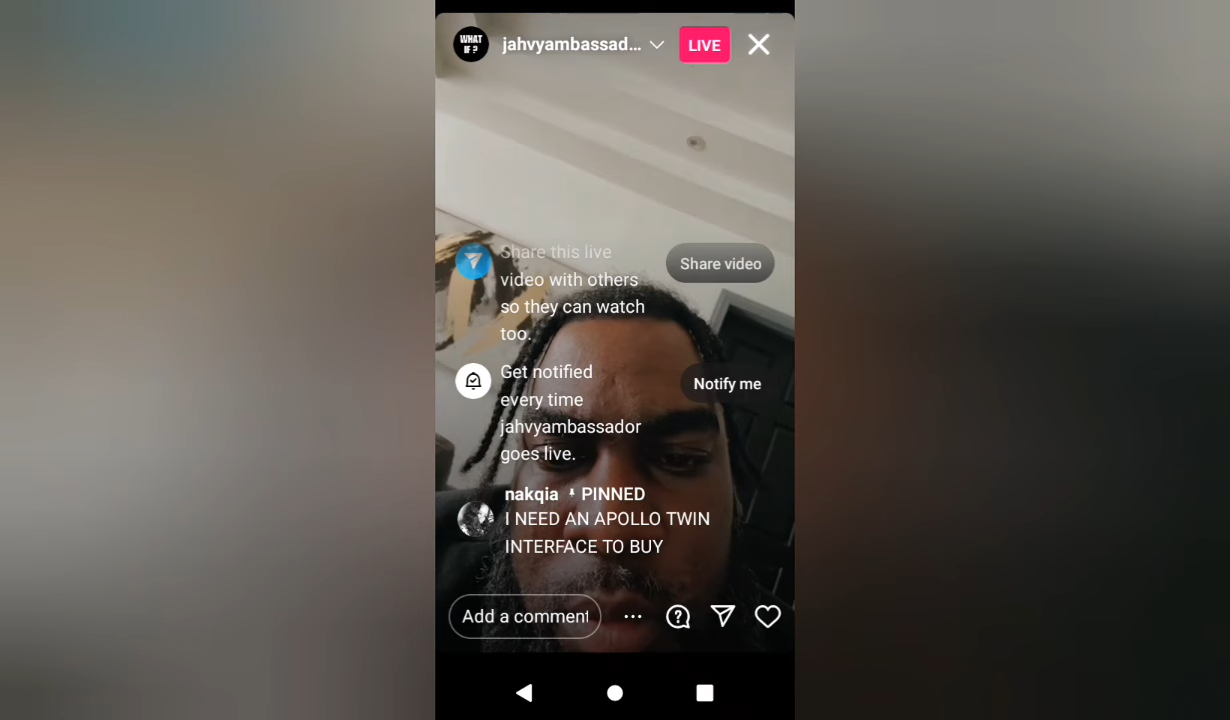 WHAT
IF ?
jahvyambassad...
LIVE
Share this live
video with others
so they can watch
too.
Share video
Get notified
every time
jahvyambassador
goes live.
Notify me
nakqia PINNED
I NEED AN APOLLO TWIN
INTERFACE TO BUY
Add a comment